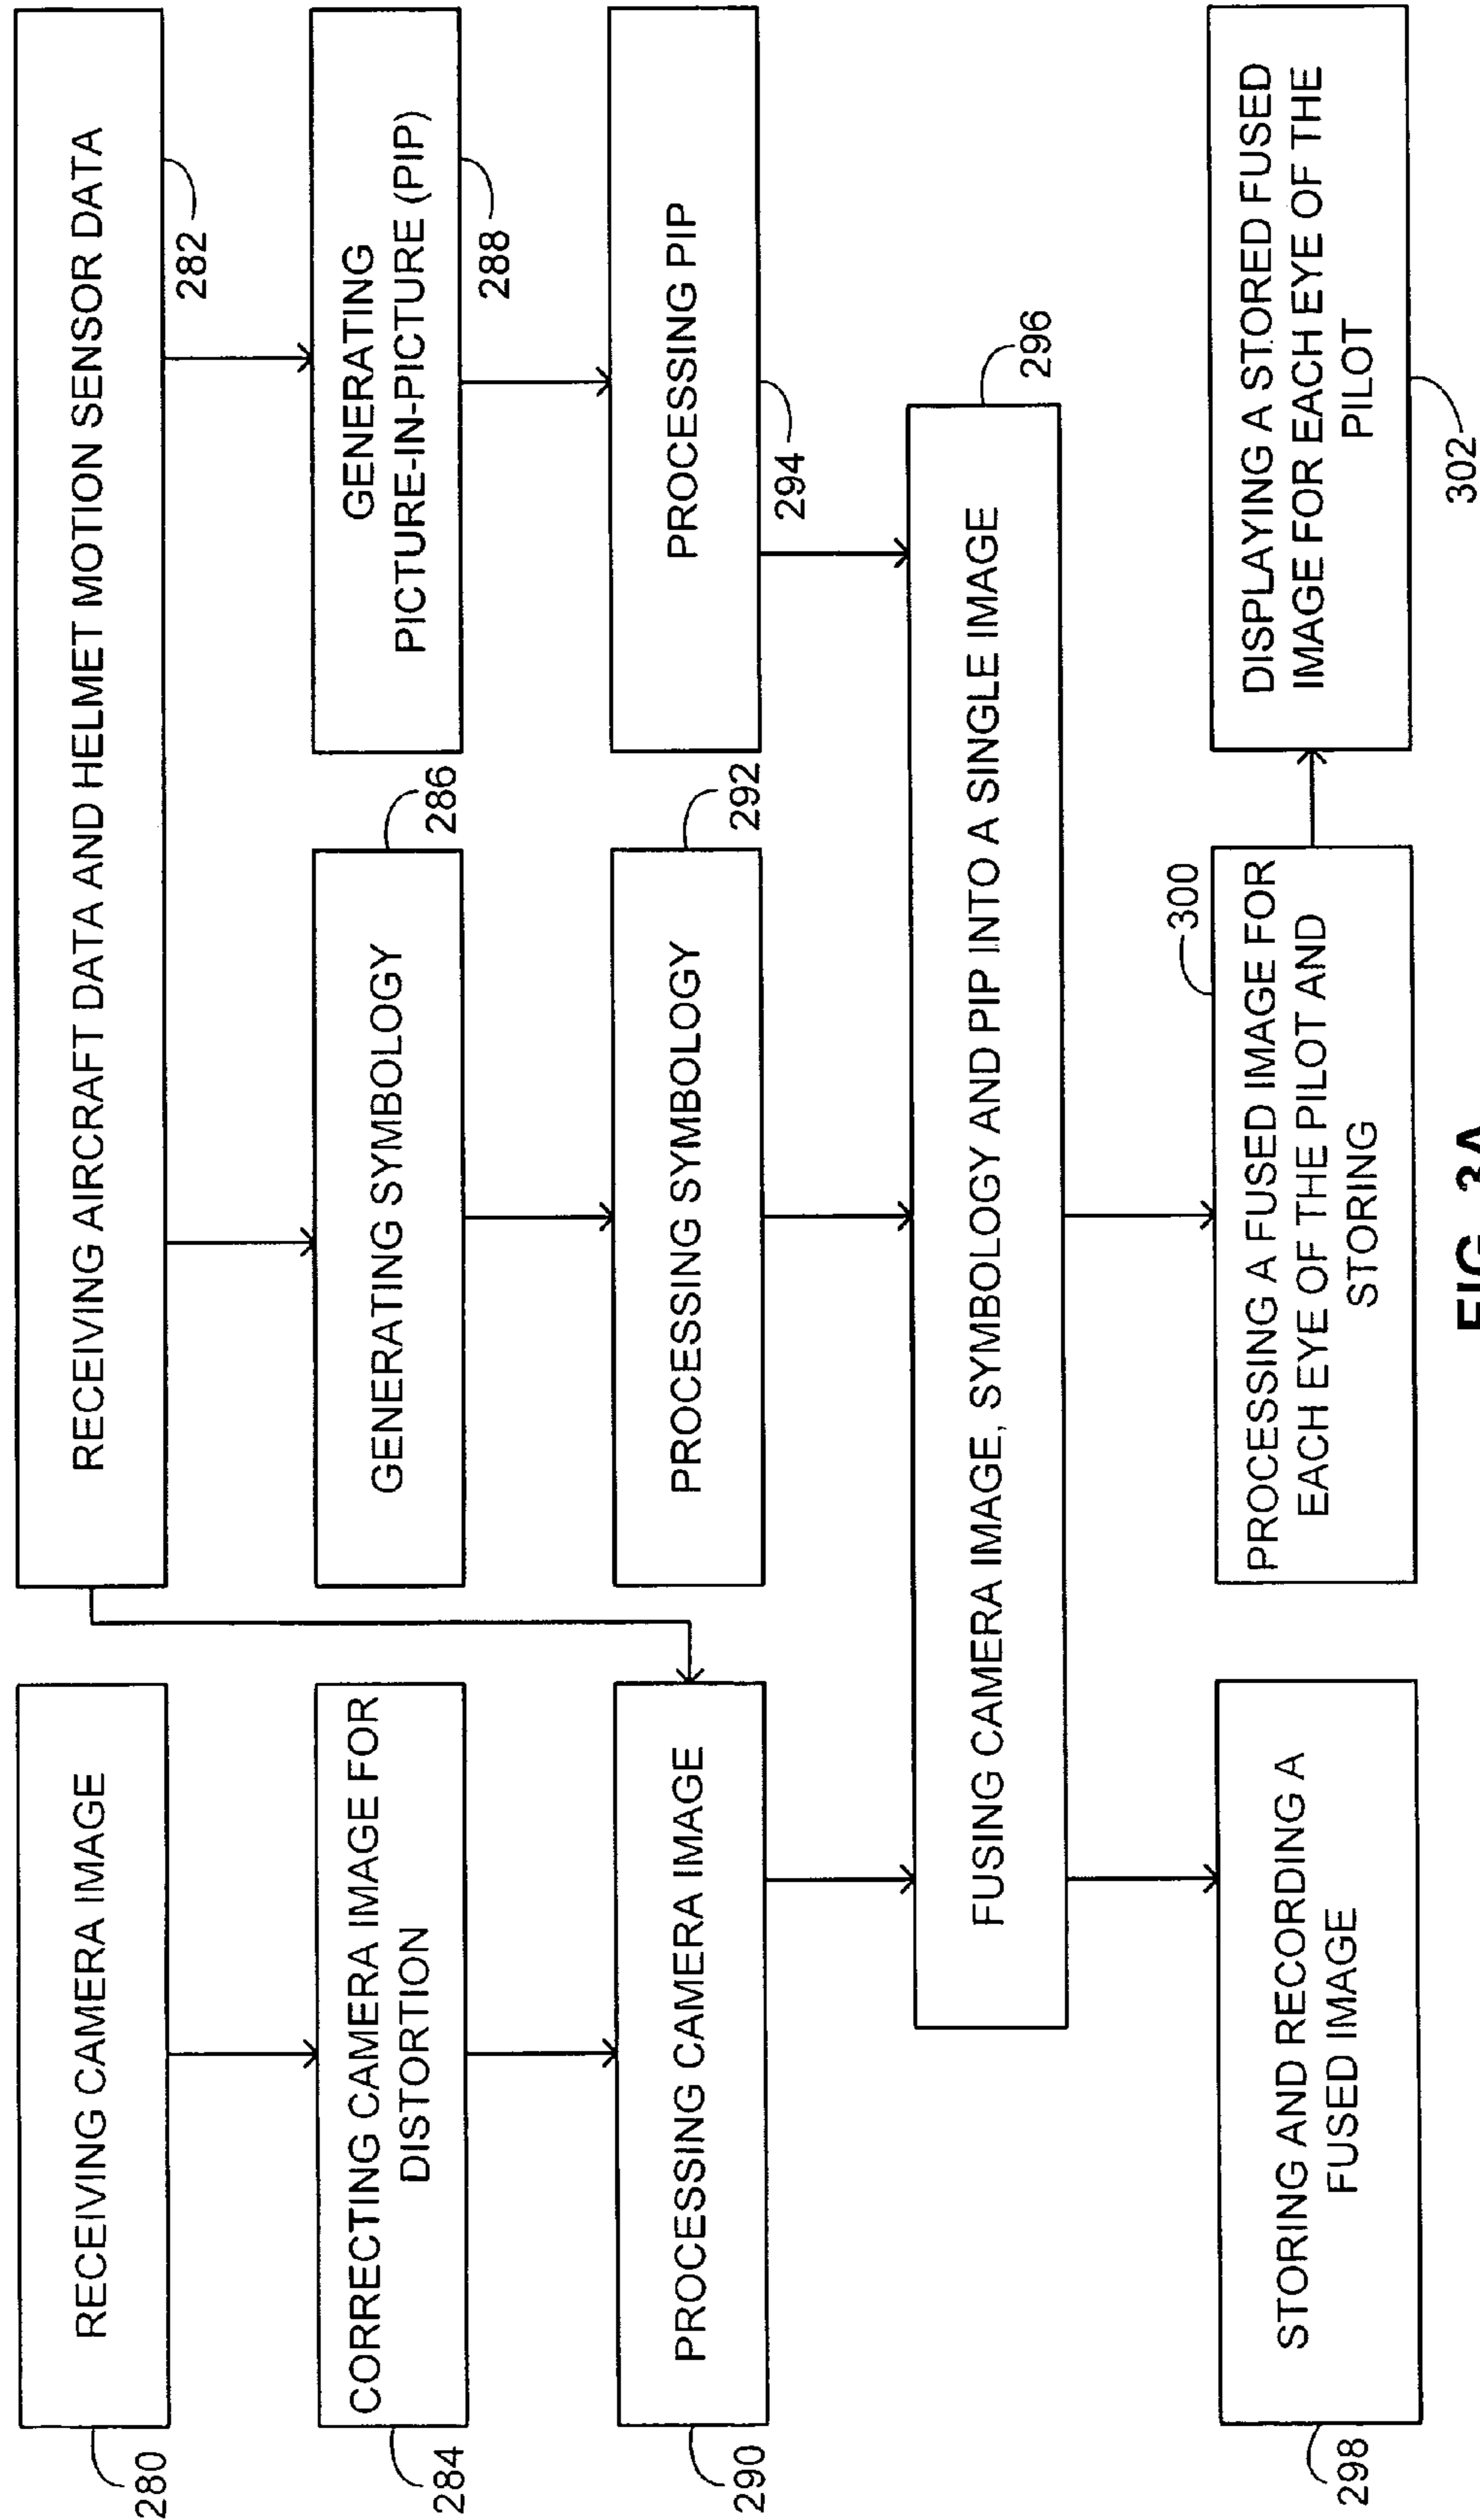 RECEIVING CAMERA IMAGE
280
RECEIVING AIRCRAFT DATA AND HELMET MOTION SENSOR DATA
282
CORRECTING CAMERA IMAGE FOR
DISTORTION
284
GENERATING SYMBOLOGY
286
GENERATING
PICTURE-IN-PICTURE (PIP)
288
PROCESSING CAMERA IMAGE
290
PROCESSING SYMBOLOGY
292
PROCESSING PIP
294
FUSING CAMERA IMAGE, SYMBOLOGY AND PIP INTO A SINGLE IMAGE
296
STORING AND RECORDING A
FUSED IMAGE
298
PROCESSING A FUSED IMAGE FOR
EACH EYE OF THE PILOT AND
STORING
300
DISPLAYING A STORED FUSED
IMAGE FOR EACH EYE OF THE
PILOT
302
FIG. 3A